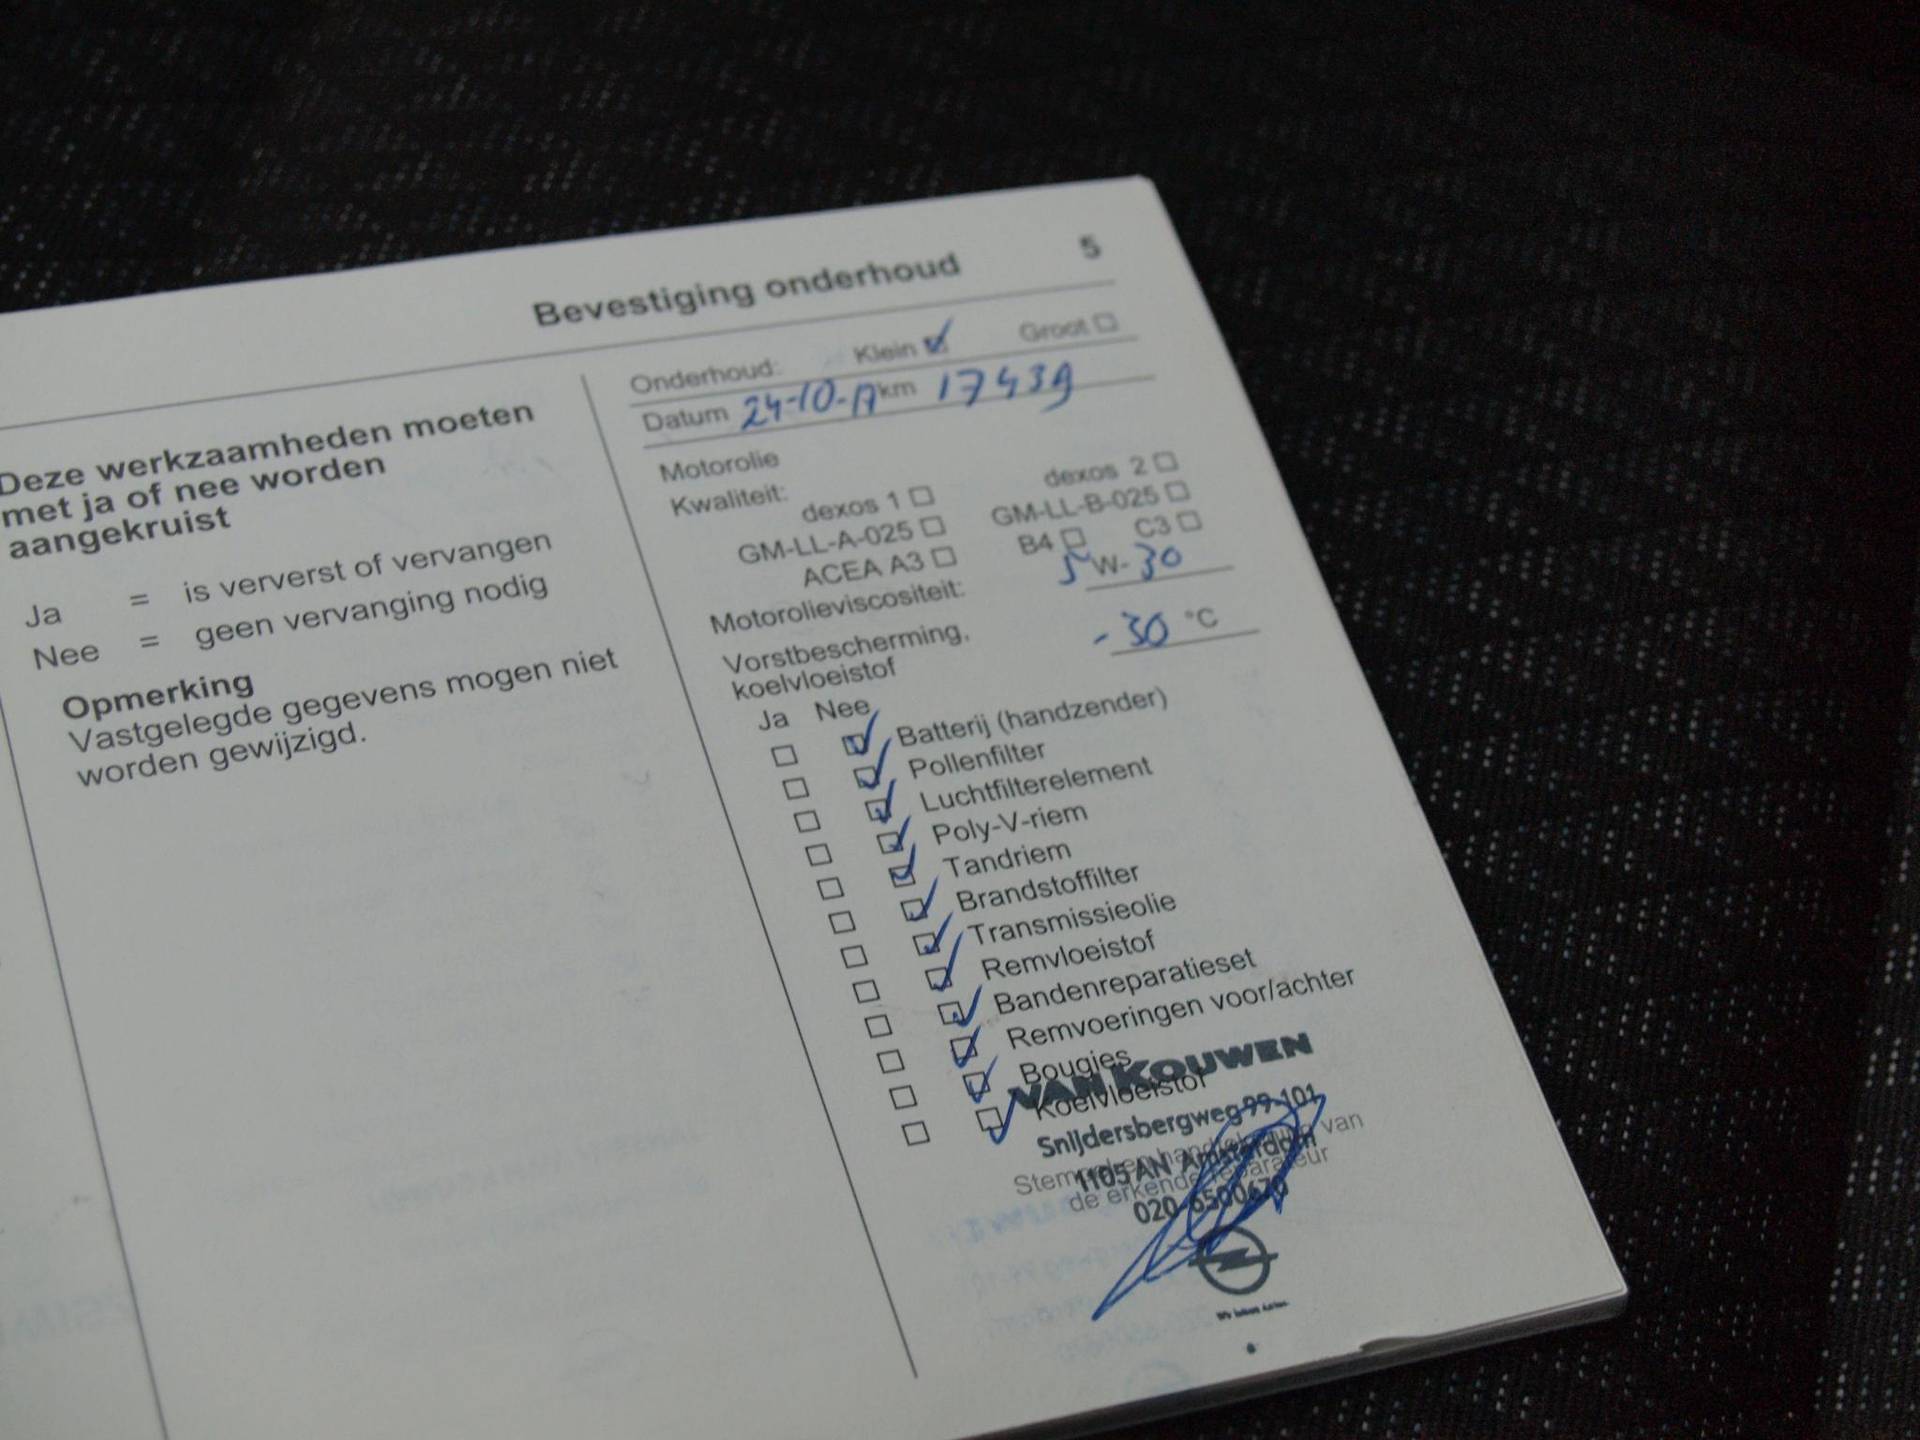 Bevestiging onderhoud 5
Deze werkzaamheden moeten
met ja of nee worden
aangekruist
Ja = is ververst of vervangen
Nee = geen vervanging nodig
Opmerking
Vastgelegde gegevens mogen niet
worden gewijzigd.
Onderhoud: Klein Groot
Datum 24-10-17 km 17439
Motorolie
Kwaliteit:
dexos 1 dexos 2
GM-LL-A-025 GM-LL-B-025
ACEA A3 B4 C3
Motorolieviscositeit: 5 W- 30
Vorstbescherming,
koelvloeistof -30 °C
Ja Nee
Batterij (handzender)
Pollenfilter
Luchtfilterelement
Poly-V-riem
Tandriem
Brandstoffilter
Transmissieolie
Remvloeistof
Bandenreparatieset
Remvoeringen voor/achter
Bougies
Koelvloeistof
VAN KOUWEN
Snijdersbergweg 99-101
1105 AN Amsterdam
020-6500670
Stempel en handtekening van
de erkende reparateur